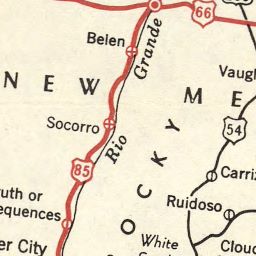 66
Belen
Grande
NEW ME
Vaugh
Socorro
Rio
54
85
OCKY M
Carriz
Ruidoso
uth or
equences
White
Cloud
er City